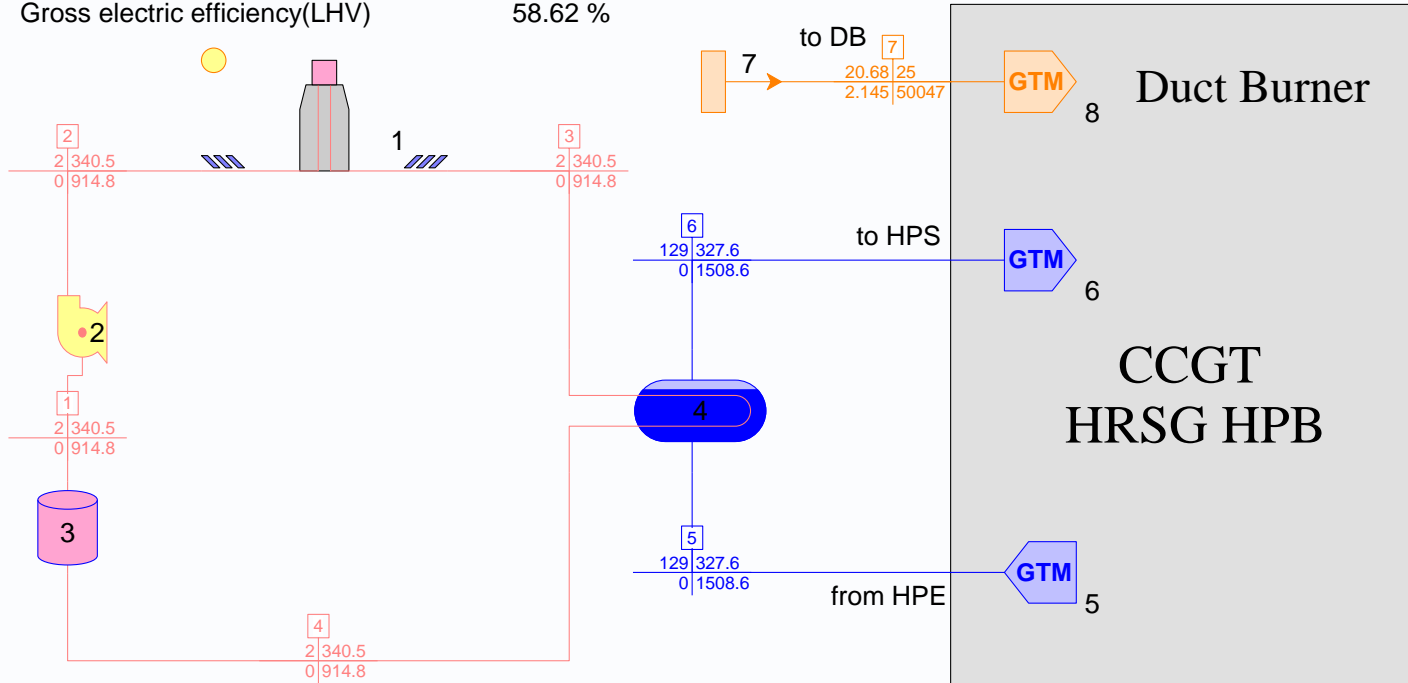 Gross electric efficiency(LHV) 58.62 %
to DB
7
7
20.68 25
2.145 50047
GTM
8
Duct Burner
2
2 340.5
0 914.8
1
3
2 340.5
0 914.8
6
129 327.6
0 1508.6
to HPS
GTM
6
2
CCGT
HRSG HPB
1
2 340.5
0 914.8
4
3
5
129 327.6
0 1508.6
from HPE
GTM
5
4
2 340.5
0 914.8